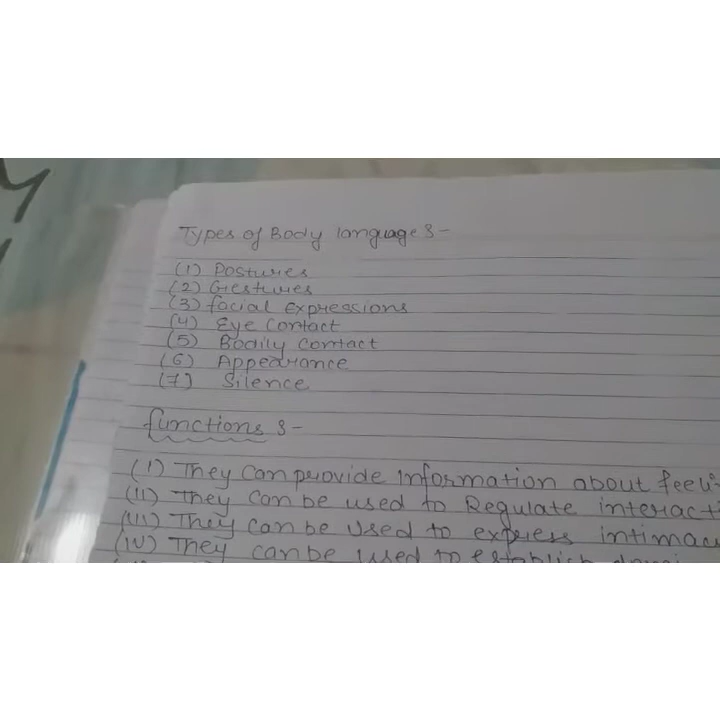 Types of Body language :-
(1) Postures
(2) Gestures
(3) facial Expressions
(4) Eye Contact
(5) Bodily Contact
(6) Appearance
(7) Silence
functions :-
(I) They can provide information about
(II) They can be used to Regulate
(III) They can be used to express
(IV) They can be used to establish